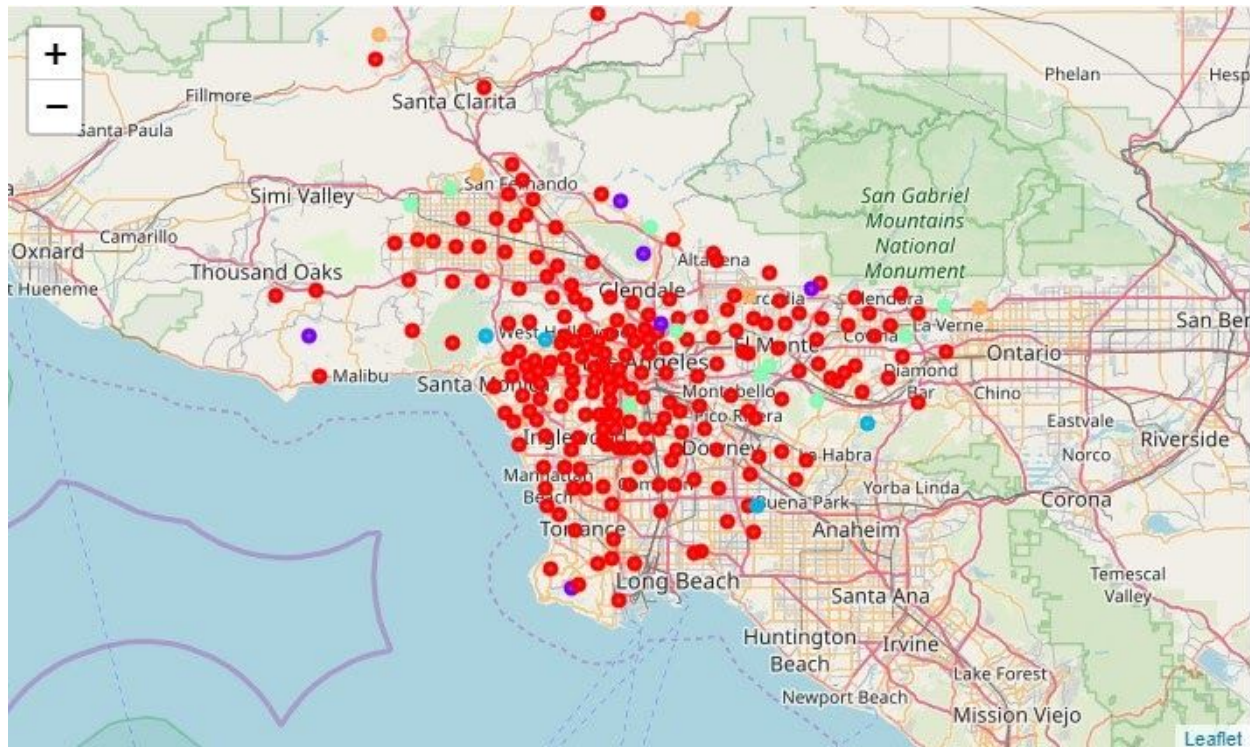 +
−
Phelan
Hesp
Fillmore
Santa Clarita
Santa Paula
San Fernando
Simi Valley
San Gabriel
Mountains
National
Monument
Camarillo
Oxnard
Thousand Oaks
Altadena
t Hueneme
Glendale
Arcadia
Glendora
San Ber
La Verne
West Holl
El Monte
Covina
Ontario
Angeles
Malibu
Santa Monica
Diamond
Bar
Chino
Montebello
Pico Rivera
Eastvale
Riverside
Inglewood
Downey
La Habra
Norco
Manhattan
Beach
Yorba Linda
Corona
Buena Park
Torrance
Anaheim
Long Beach
Temescal
Valley
Santa Ana
Huntington
Beach
Irvine
Lake Forest
Newport Beach
Mission Viejo
Leaflet